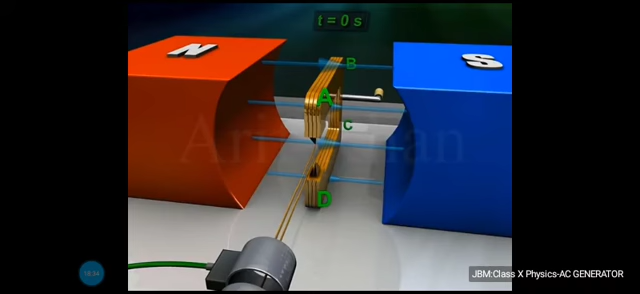 t = 0 s
N
S
B
A
C
D
JBM:Class X Physics-AC GENERATOR